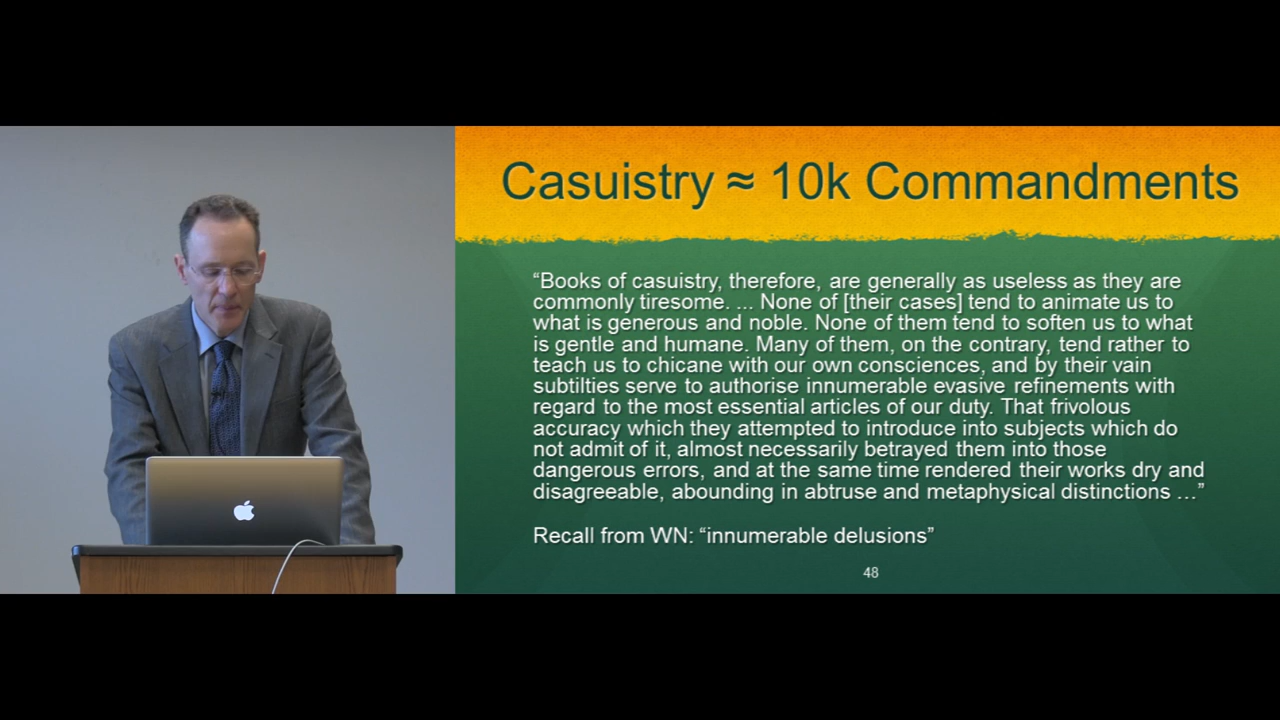 Casuistry ≈ 10k Commandments
“Books of casuistry, therefore, are generally as useless as they are
commonly tiresome. ... None of [their cases] tend to animate us to
what is generous and noble. None of them tend to soften us to what
is gentle and humane. Many of them, on the contrary, tend rather to
teach us to chicane with our own consciences, and by their vain
subtilties serve to authorise innumerable evasive refinements with
regard to the most essential articles of our duty. That frivolous
accuracy which they attempted to introduce into subjects which do
not admit of it, almost necessarily betrayed them into those
dangerous errors, and at the same time rendered their works dry and
disagreeable, abounding in abtruse and metaphysical distinctions ...”
Recall from WN: “innumerable delusions”
48